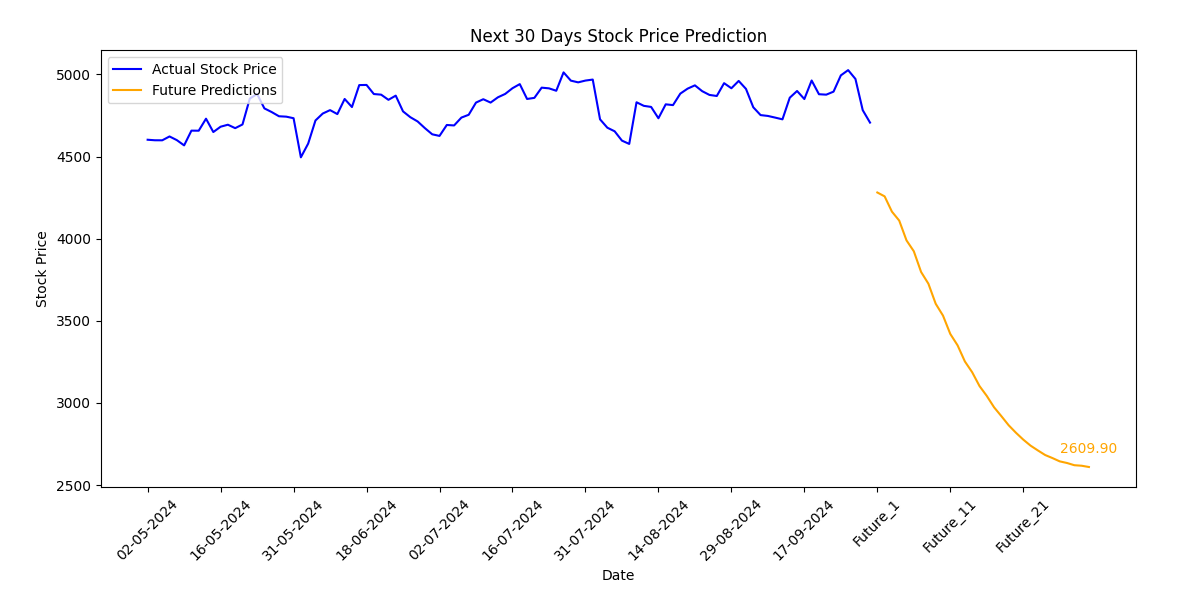 Next 30 Days Stock Price Prediction
Actual Stock Price
Future Predictions
Stock Price
5000
4500
4000
3500
3000
2500
2609.90
02-05-2024
16-05-2024
31-05-2024
18-06-2024
02-07-2024
16-07-2024
31-07-2024
14-08-2024
29-08-2024
17-09-2024
Future_1
Future_11
Future_21
Date